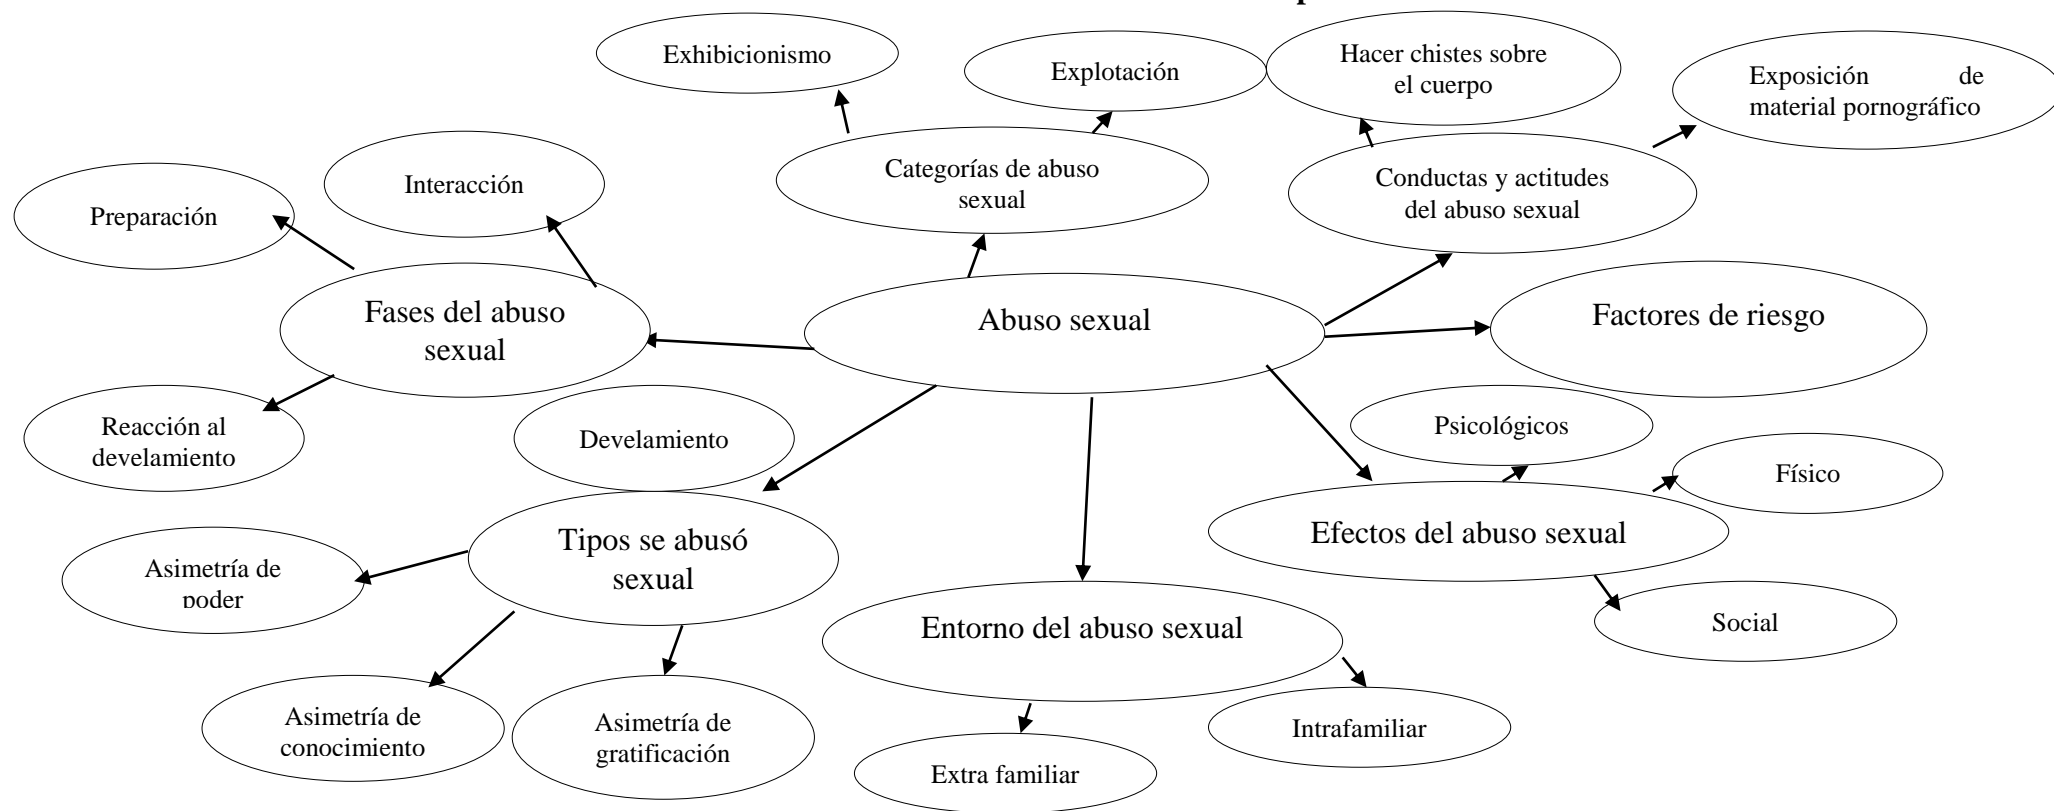 Exhibicionismo
Explotación
Hacer chistes sobre
el cuerpo
Exposición de
material pornográfico
Preparación
Interacción
Categorías de abuso
sexual
Conductas y actitudes
del abuso sexual
Fases del abuso
sexual
Abuso sexual
Factores de riesgo
Reacción al
develamiento
Develamiento
Psicológicos
Físico
Tipos se abusó
sexual
Efectos del abuso sexual
Asimetría de
poder
Entorno del abuso sexual
Social
Asimetría de
conocimiento
Asimetría de
gratificación
Extra familiar
Intrafamiliar